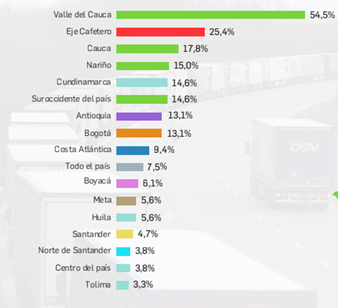 Valle del Cauca 54,5%
Eje Cafetero 25,4%
Cauca 17,8%
Nariño 15,0%
Cundinamarca 14,6%
Suroccidente del país 14,6%
Antioquia 13,1%
Bogotá 13,1%
Costa Atlántica 9,4%
Todo el país 7,5%
Boyacá 6,1%
Meta 5,6%
Huila 5,6%
Santander 4,7%
Norte de Santander 3,8%
Centro del país 3,8%
Tolima 3,3%
DSV